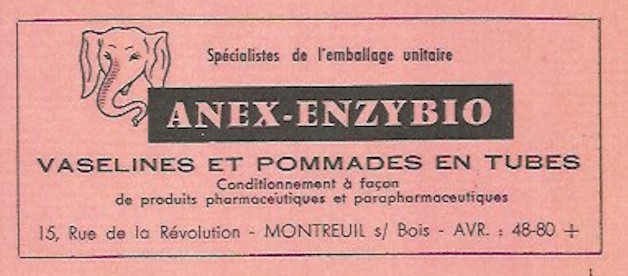 Spécialistes de l'emballage unitaire
ANEX-ENZYBIO
VASELINES ET POMMADES EN TUBES
Conditionnement à façon
de produits pharmaceutiques et parapharmaceutiques
15, Rue de la Révolution - MONTREUIL s/ Bois - AVR. : 48-80 +
1